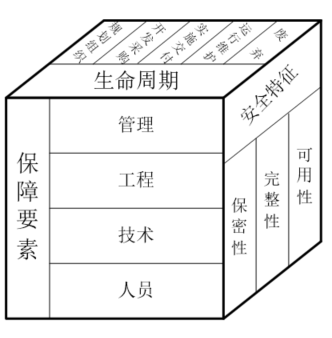 规划组织
开发采购
实施交付
运行维护
废弃
生命周期
安全特征
保障要素
管理
工程
技术
人员
保密性
完整性
可用性